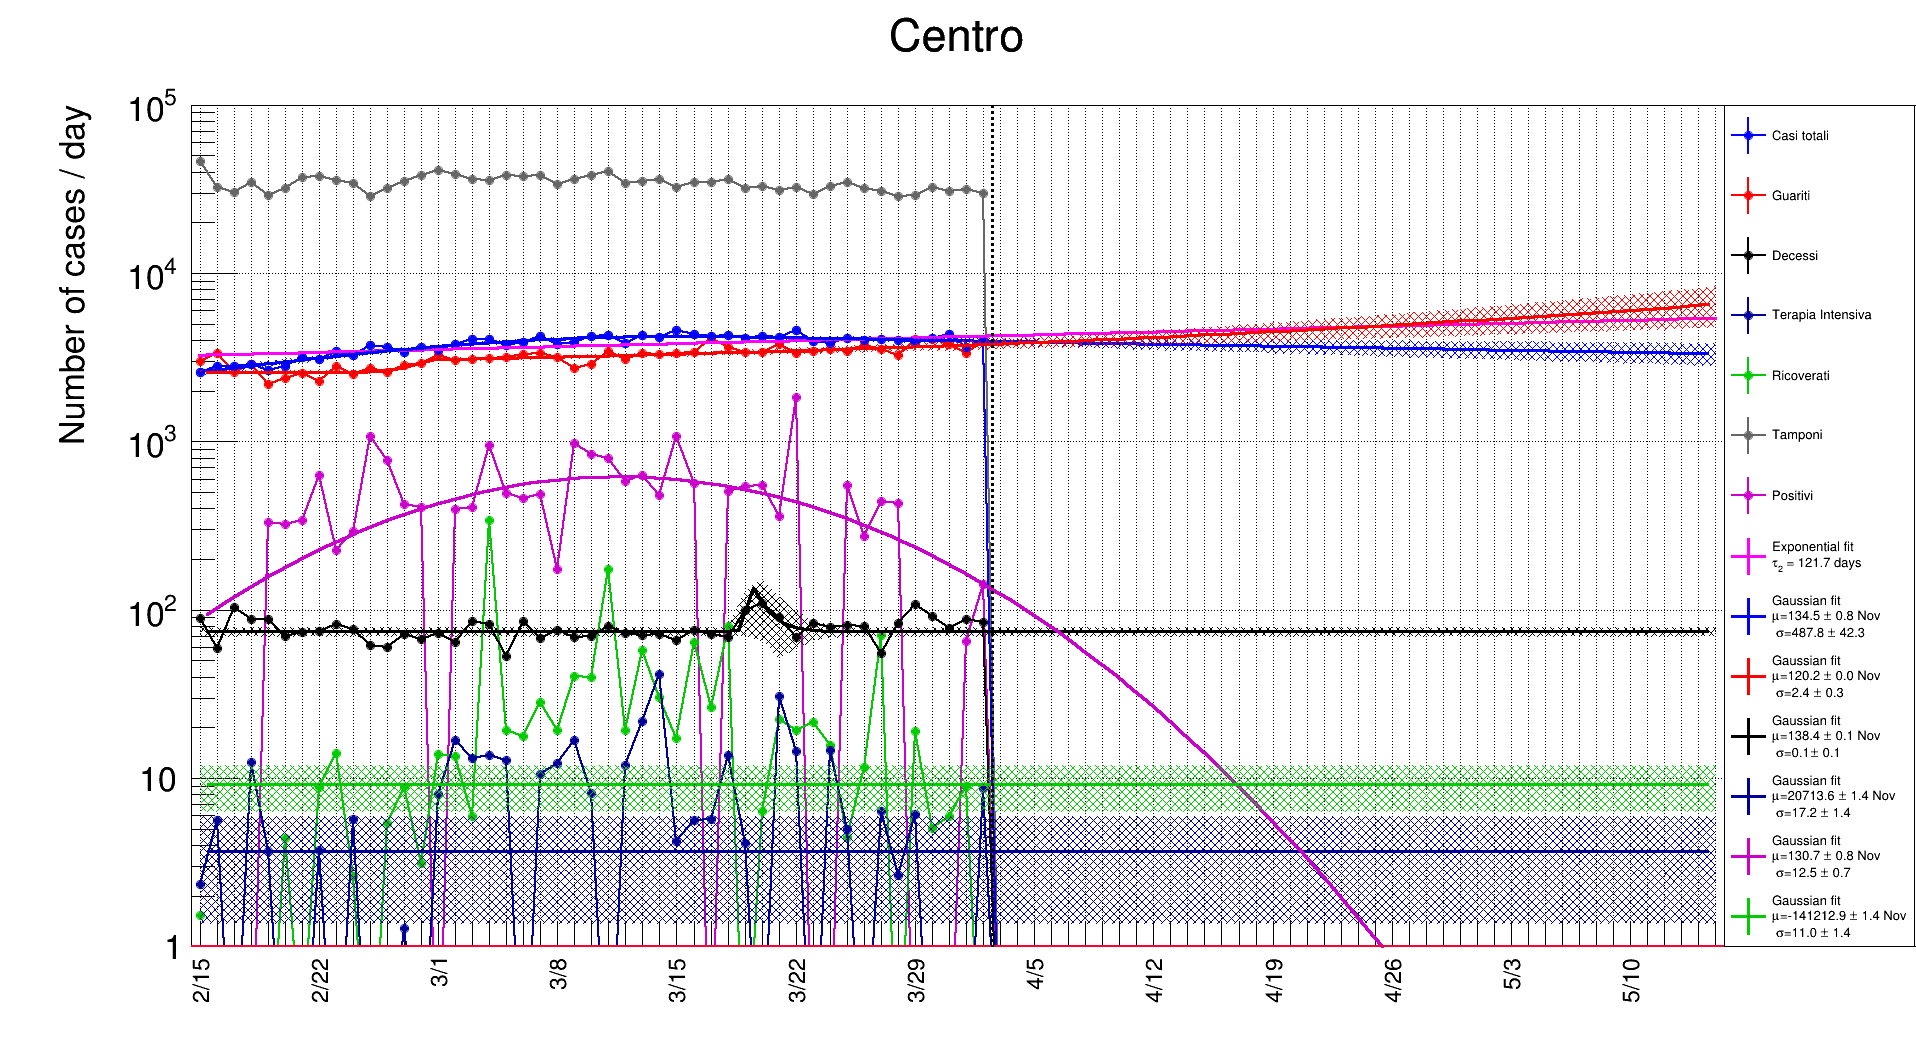 Centro
Number of cases / day
10^5
10^4
10^3
10^2
10
1
2/15
2/22
3/1
3/8
3/15
3/22
3/29
4/5
4/12
4/19
4/26
5/3
5/10
Casi totali
Guariti
Decessi
Terapia Intensiva
Ricoverati
Tamponi
Positivi
Exponential fit
τ₂ = 121.7 days
Gaussian fit
μ=134.5 ± 0.8 Nov
σ=487.8 ± 42.3
Gaussian fit
μ=120.2 ± 0.0 Nov
σ=2.4 ± 0.3
Gaussian fit
μ=138.4 ± 0.1 Nov
σ=0.1 ± 0.1
Gaussian fit
μ=20713.6 ± 1.4 Nov
σ=17.2 ± 1.4
Gaussian fit
μ=130.7 ± 0.8 Nov
σ=12.5 ± 0.7
Gaussian fit
μ=-141212.9 ± 1.4 Nov
σ=11.0 ± 1.4